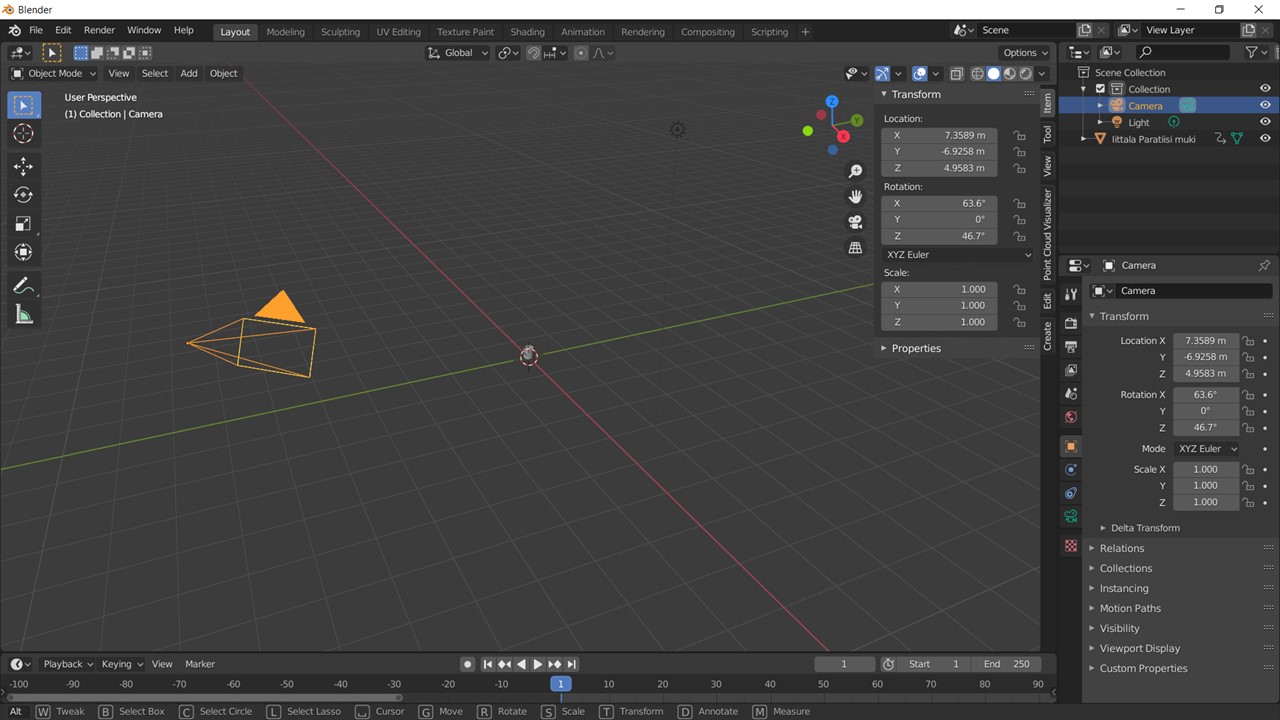 Blender
File Edit Render Window Help Layout Modeling Sculpting UV Editing Texture Paint Shading Animation Rendering Compositing Scripting + Scene View Layer
Global Options
Object Mode View Select Add Object
User Perspective
(1) Collection | Camera
Z
Y
X
Transform
Location:
X 7.3589 m
Y -6.9258 m
Z 4.9583 m
Rotation:
X 63.6°
Y 0°
Z 46.7°
XYZ Euler
Scale:
X 1.000
Y 1.000
Z 1.000
Properties
Item
Tool
View
Point Cloud Visualizer
Edit
Create
Scene Collection
Collection
Camera
Light
Iittala Paratiisi muki
Camera
Camera
Transform
Location X 7.3589 m
Y -6.9258 m
Z 4.9583 m
Rotation X 63.6°
Y 0°
Z 46.7°
Mode XYZ Euler
Scale X 1.000
Y 1.000
Z 1.000
Delta Transform
Relations
Collections
Instancing
Motion Paths
Visibility
Viewport Display
Custom Properties
Playback Keying View Marker 1 Start 1 End 250
-100 -90 -80 -70 -60 -50 -40 -30 -20 -10 1 10 20 30 40 50 60 70 80 90
Alt W Tweak B Select Box C Select Circle L Select Lasso Cursor G Move R Rotate S Scale T Transform D Annotate M Measure